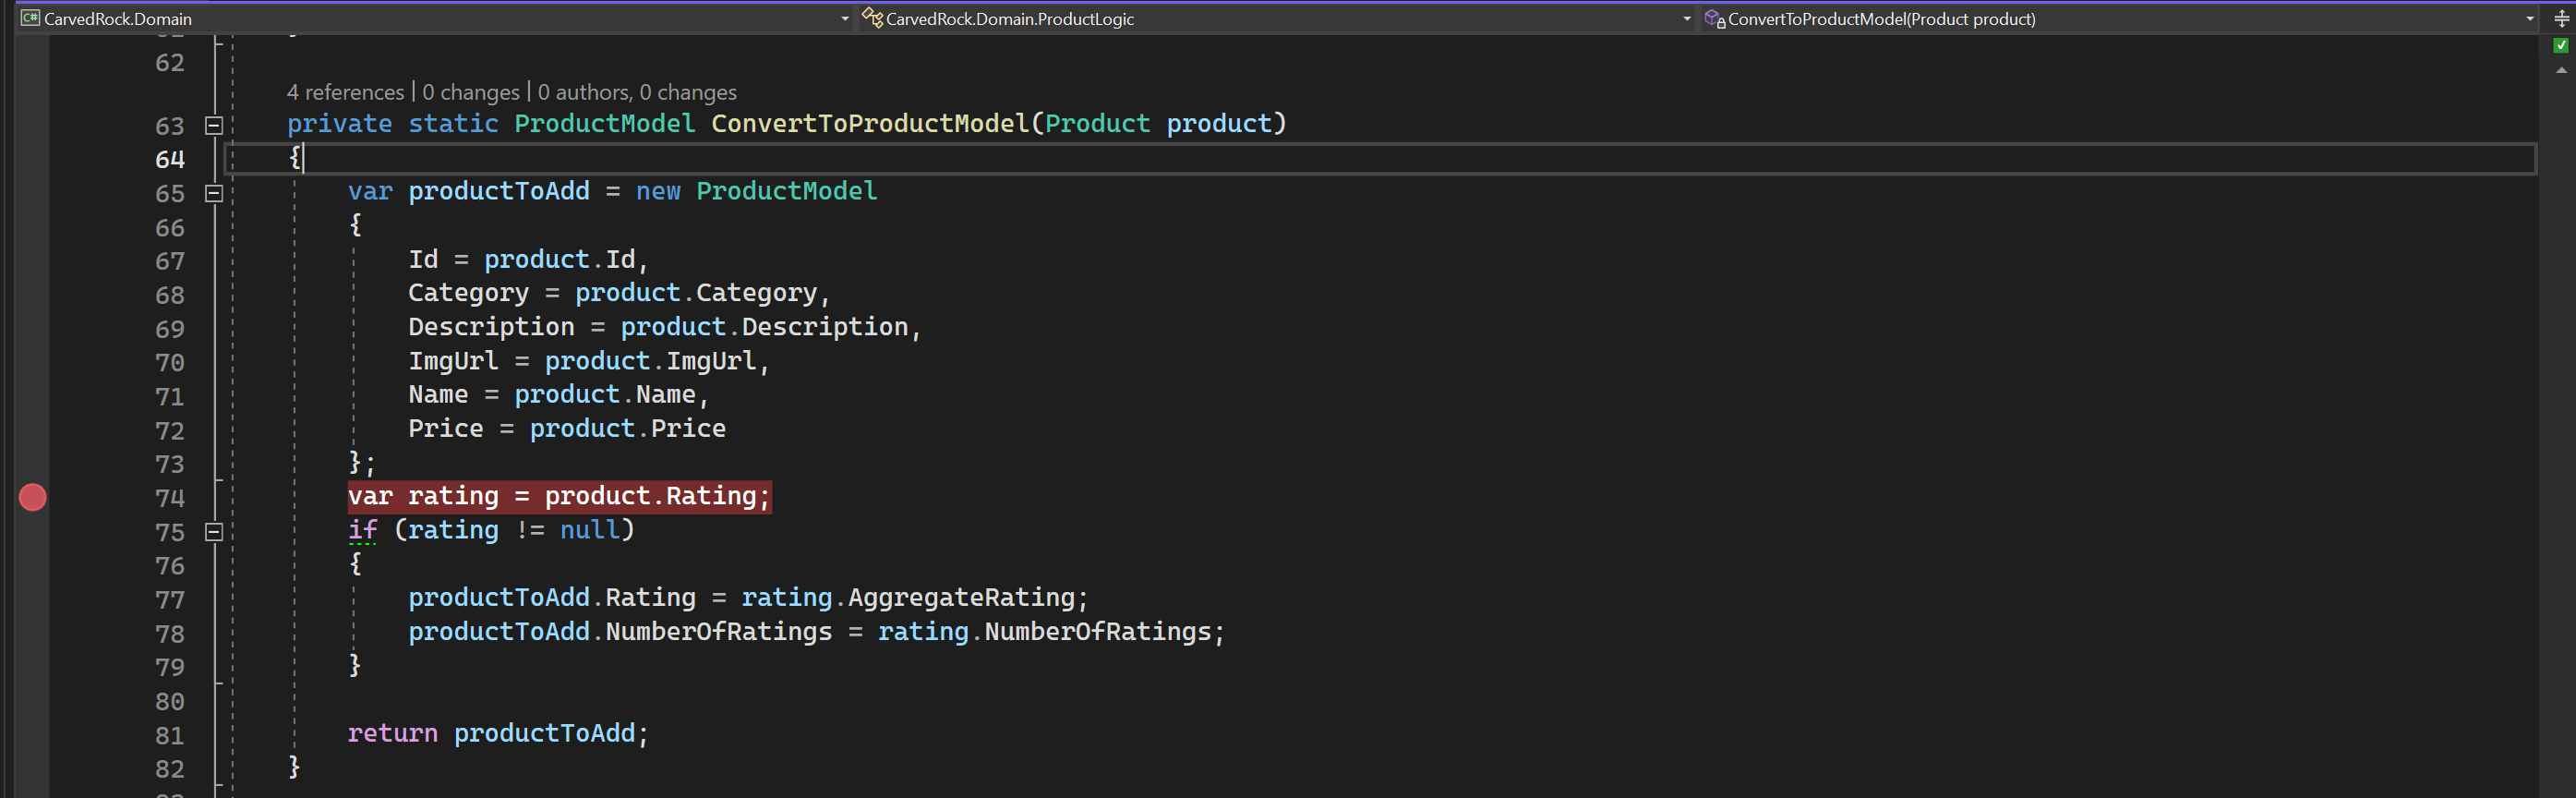 CarvedRock.Domain CarvedRock.Domain.ProductLogic ConvertToProductModel(Product product)
62
4 references | 0 changes | 0 authors, 0 changes
63 private static ProductModel ConvertToProductModel(Product product)
64 {
65 var productToAdd = new ProductModel
66 {
67 Id = product.Id,
68 Category = product.Category,
69 Description = product.Description,
70 ImgUrl = product.ImgUrl,
71 Name = product.Name,
72 Price = product.Price
73 };
74 var rating = product.Rating;
75 if (rating != null)
76 {
77 productToAdd.Rating = rating.AggregateRating;
78 productToAdd.NumberOfRatings = rating.NumberOfRatings;
79 }
80
81 return productToAdd;
82 }